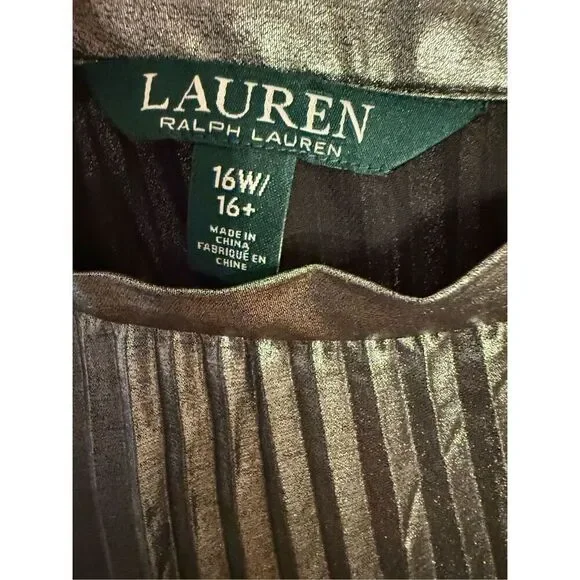 LAUREN
RALPH LAUREN
16W/
16+
MADE IN
CHINA
FABRIQUÉ EN
CHINE